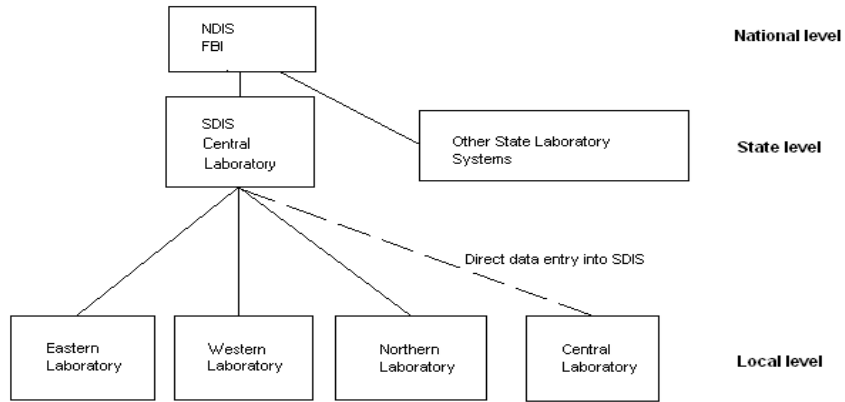 NDIS
FBI
National level
SDIS
Central
Laboratory
Other State Laboratory
Systems
State level
Direct data entry into SDIS
Eastern
Laboratory
Western
Laboratory
Northern
Laboratory
Central
Laboratory
Local level